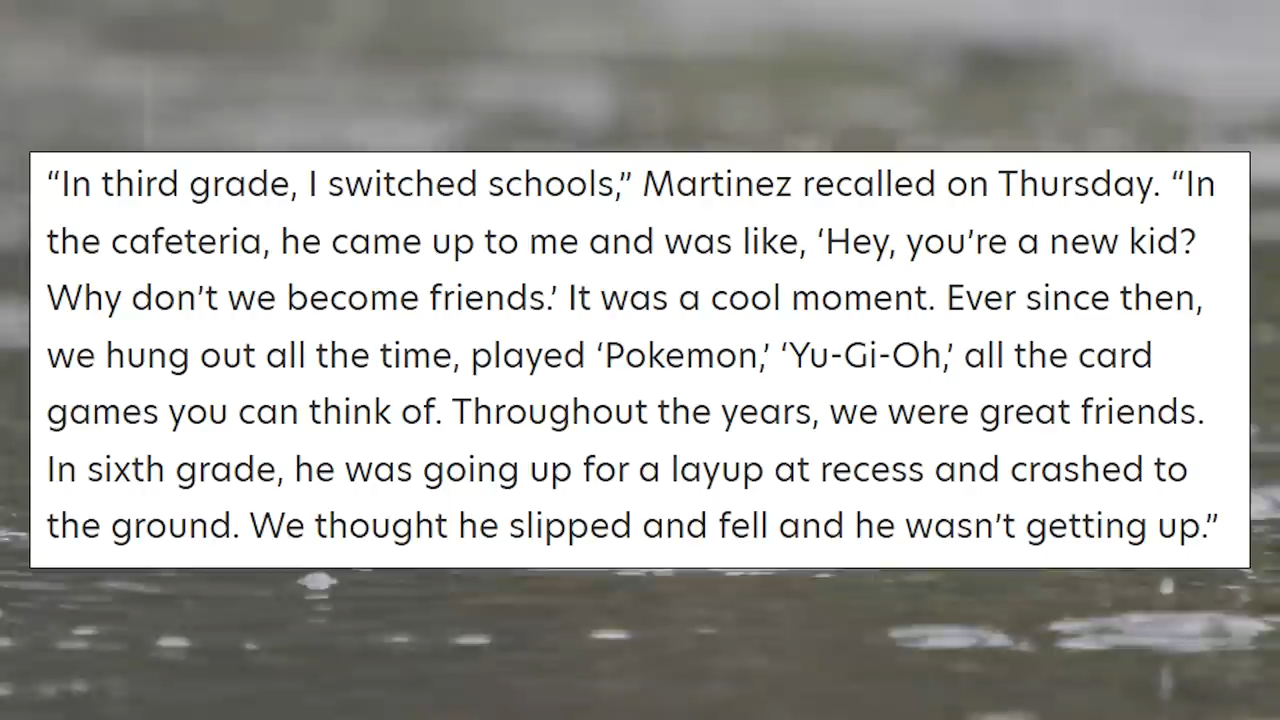 “In third grade, I switched schools,” Martinez recalled on Thursday. “In
the cafeteria, he came up to me and was like, ‘Hey, you’re a new kid?
Why don’t we become friends.’ It was a cool moment. Ever since then,
we hung out all the time, played ‘Pokemon,’ ‘Yu-Gi-Oh,’ all the card
games you can think of. Throughout the years, we were great friends.
In sixth grade, he was going up for a layup at recess and crashed to
the ground. We thought he slipped and fell and he wasn’t getting up.”